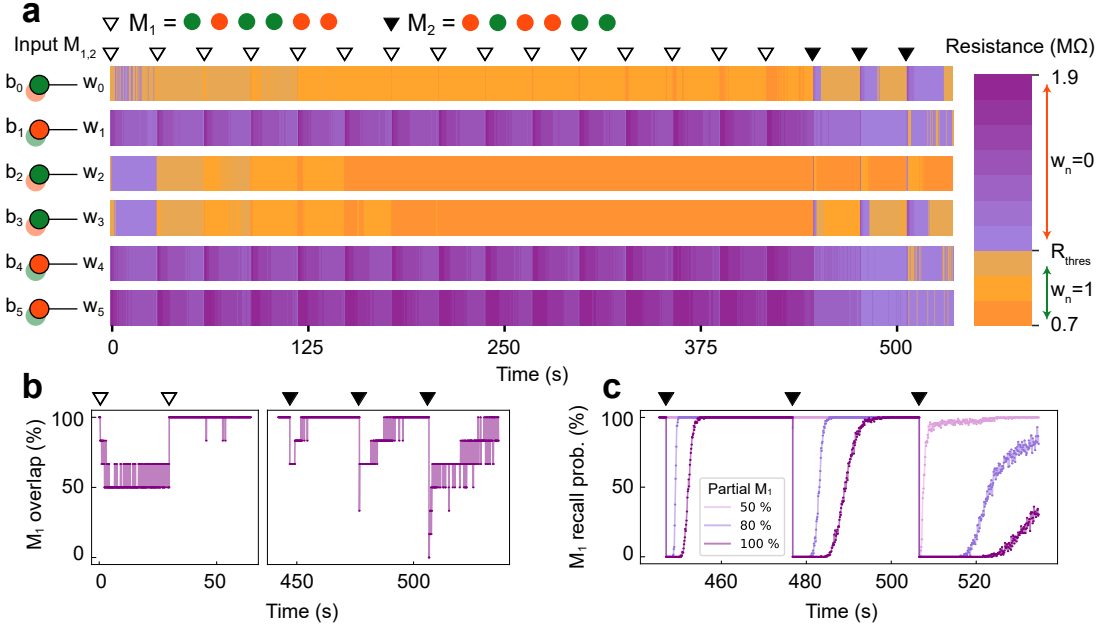 a
M1 =
M2 =
Input M1,2
Resistance (MΩ)
b0 w0
b1 w1
b2 w2
b3 w3
b4 w4
b5 w5
1.9
wn=0
Rthres
wn=1
0.7
0 125 250 375 500
Time (s)
b
M1 overlap (%)
100
50
0
0 50 450 500
Time (s)
c
M1 recall prob. (%)
100
50
0
Partial M1
50 %
80 %
100 %
460 480 500 520
Time (s)